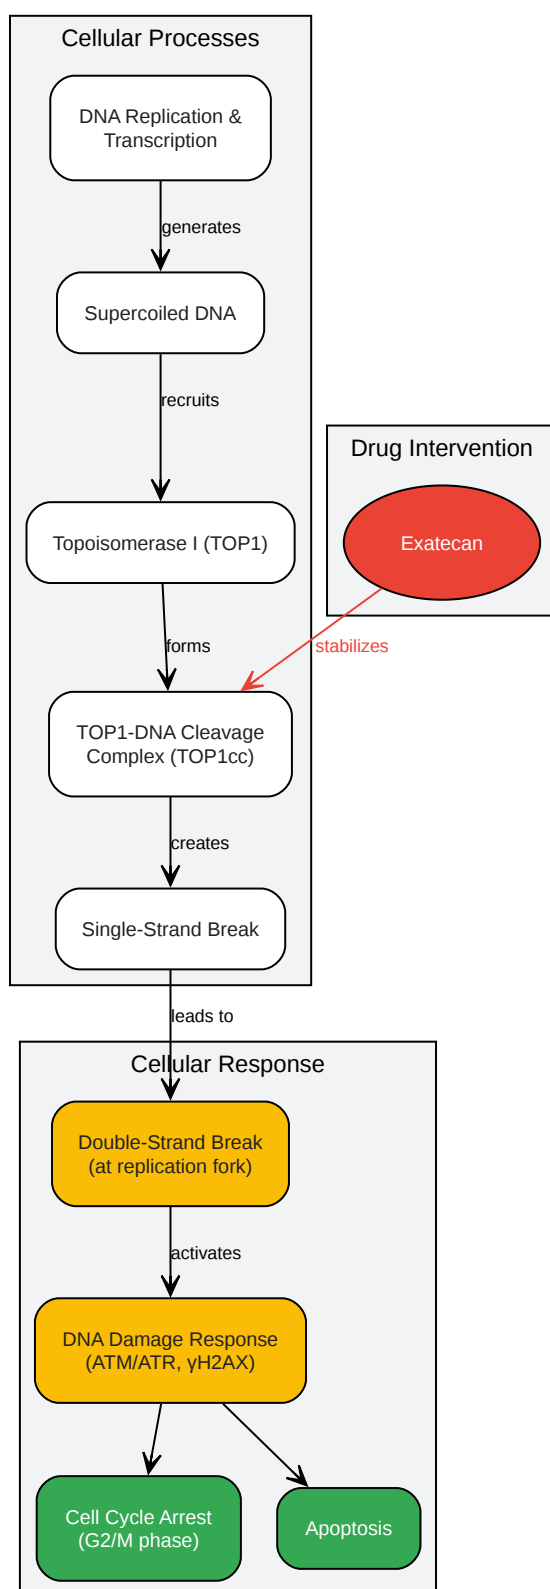 Cellular Processes
DNA Replication &
Transcription
generates
Supercoiled DNA
recruits
Drug Intervention
Topoisomerase I (TOP1)
Exatecan
forms
stabilizes
TOP1-DNA Cleavage
Complex (TOP1cc)
creates
Single-Strand Break
leads to
Cellular Response
Double-Strand Break
(at replication fork)
activates
DNA Damage Response
(ATM/ATR, γH2AX)
Cell Cycle Arrest
(G2/M phase)
Apoptosis